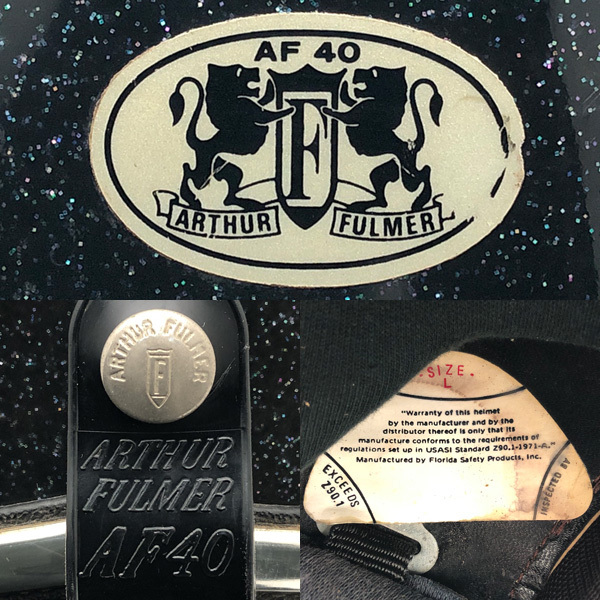 AF 40
F
ARTHUR FULMER
ARTHUR FULMER
F
ARTHUR
FULMER
AF40
SIZE.
L
"Warranty of this helmet
by the manufacturer and by the
distributor thereof is only that its
manufacture conforms to the requirements of
regulations set up in USASI Standard Z90.1-1971-A."
Manufactured by Florida Safety Products, Inc.
EXCEEDS
Z90.1
INSPECTED BY